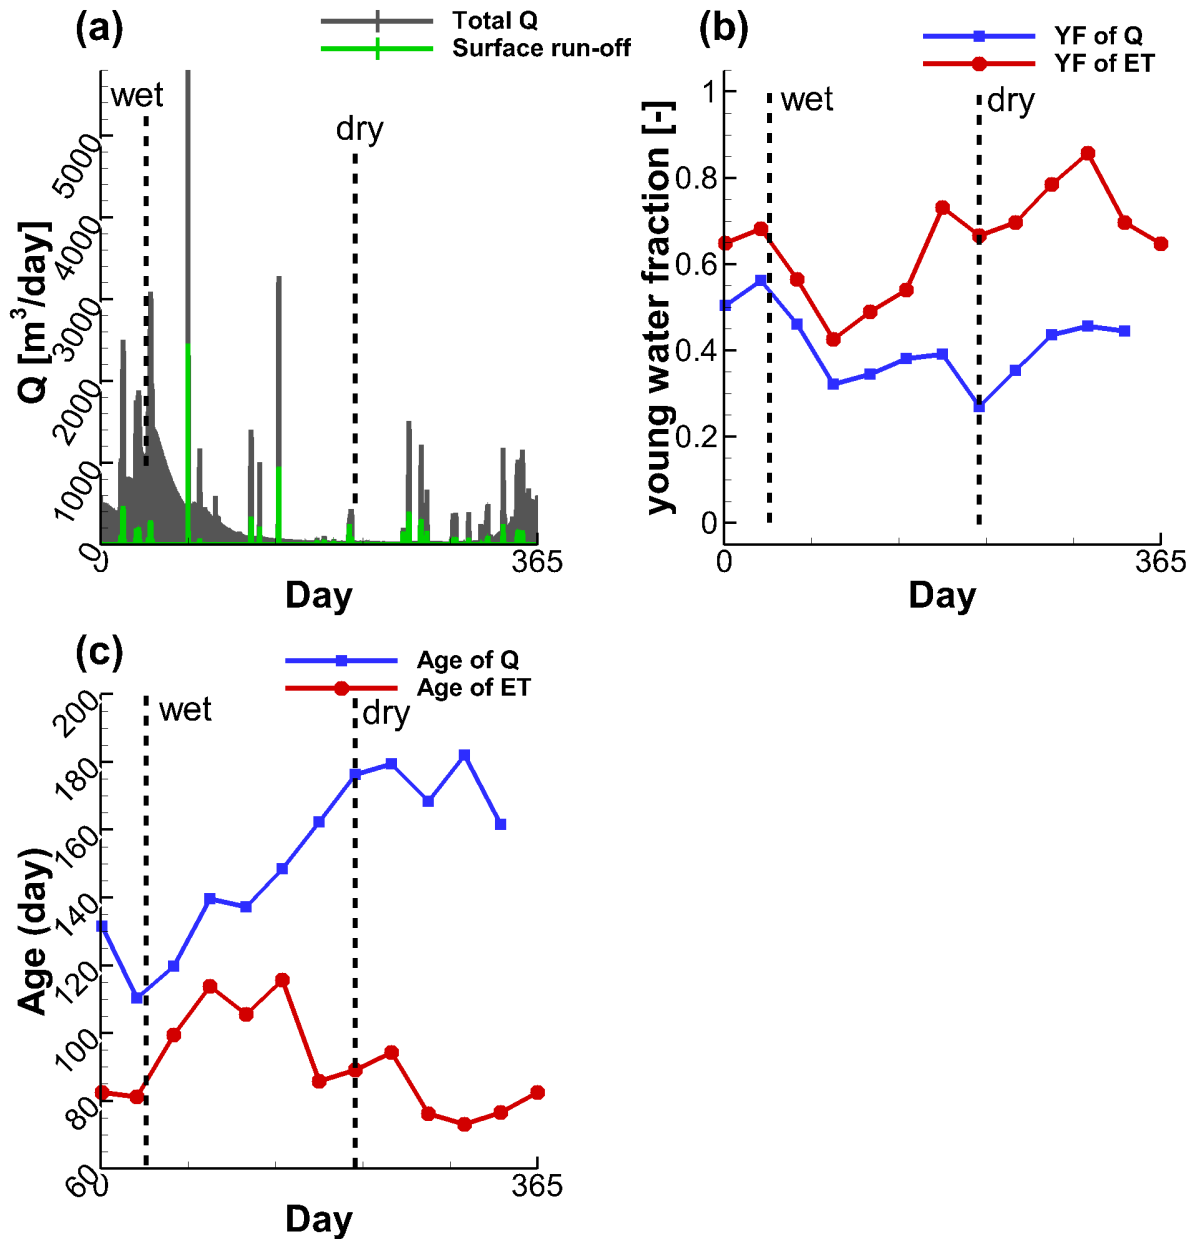 (a)
Total Q
Surface run-off
wet
dry
Q [m³/day]
5000
4000
3000
2000
1000
0
0
365
Day
(b)
YF of Q
YF of ET
wet
dry
young water fraction [-]
1
0.8
0.6
0.4
0.2
0
0
365
Day
(c)
Age of Q
Age of ET
wet
dry
Age (day)
200
180
160
140
120
100
80
60
0
365
Day